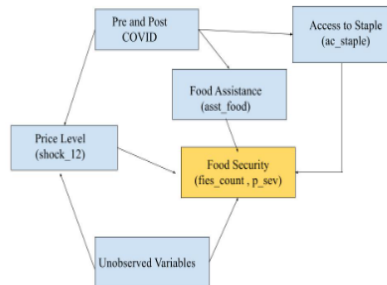 Pre and Post
COVID
Access to Staple
(ac_staple)
Food Assistance
(asst_food)
Price Level
(shock_12)
Food Security
(fies_count , p_sev)
Unobserved Variables